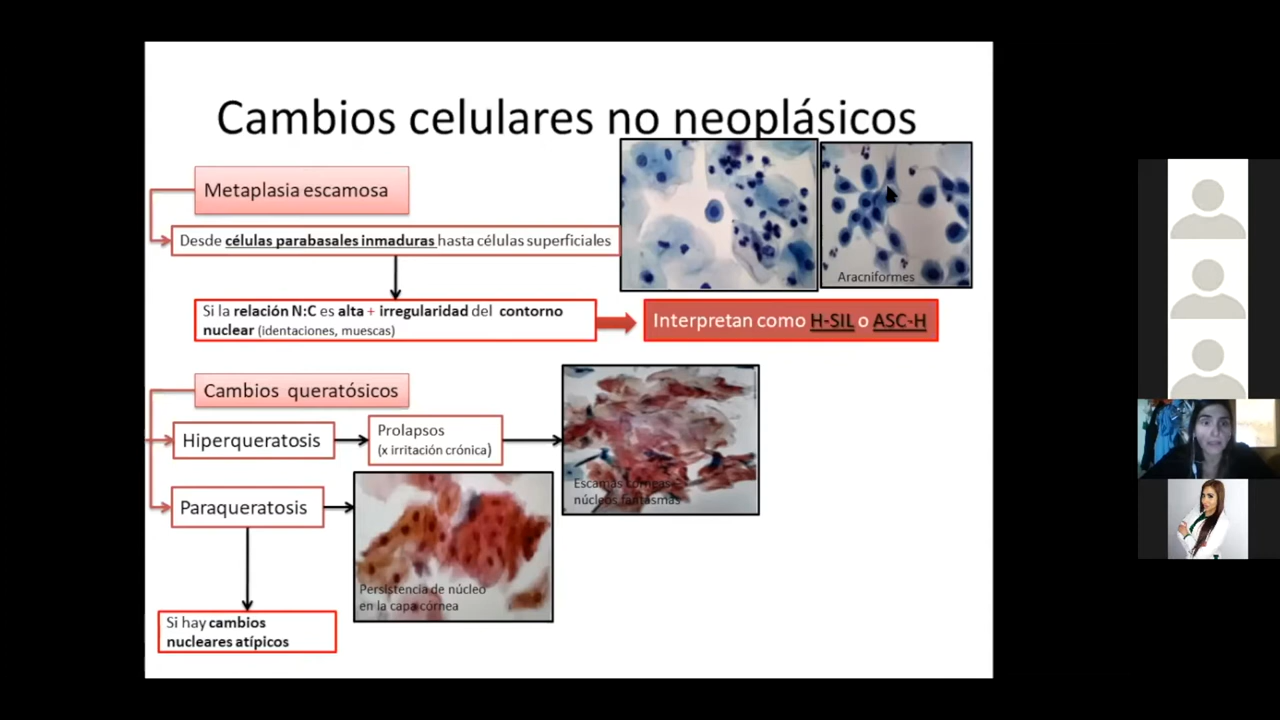 Cambios celulares no neoplásicos
Metaplasia escamosa
Desde células parabasales inmaduras hasta células superficiales
Aracniformes
Si la relación N:C es alta + irregularidad del contorno
nuclear (identaciones, muescas)
Interpretan como H-SIL o ASC-H
Cambios queratósicos
Hiperqueratosis
Prolapsos
(x irritación crónica)
Escamas córneas
núcleos fantasmas
Paraqueratosis
Persistencia de núcleo
en la capa córnea
Si hay cambios
nucleares atípicos